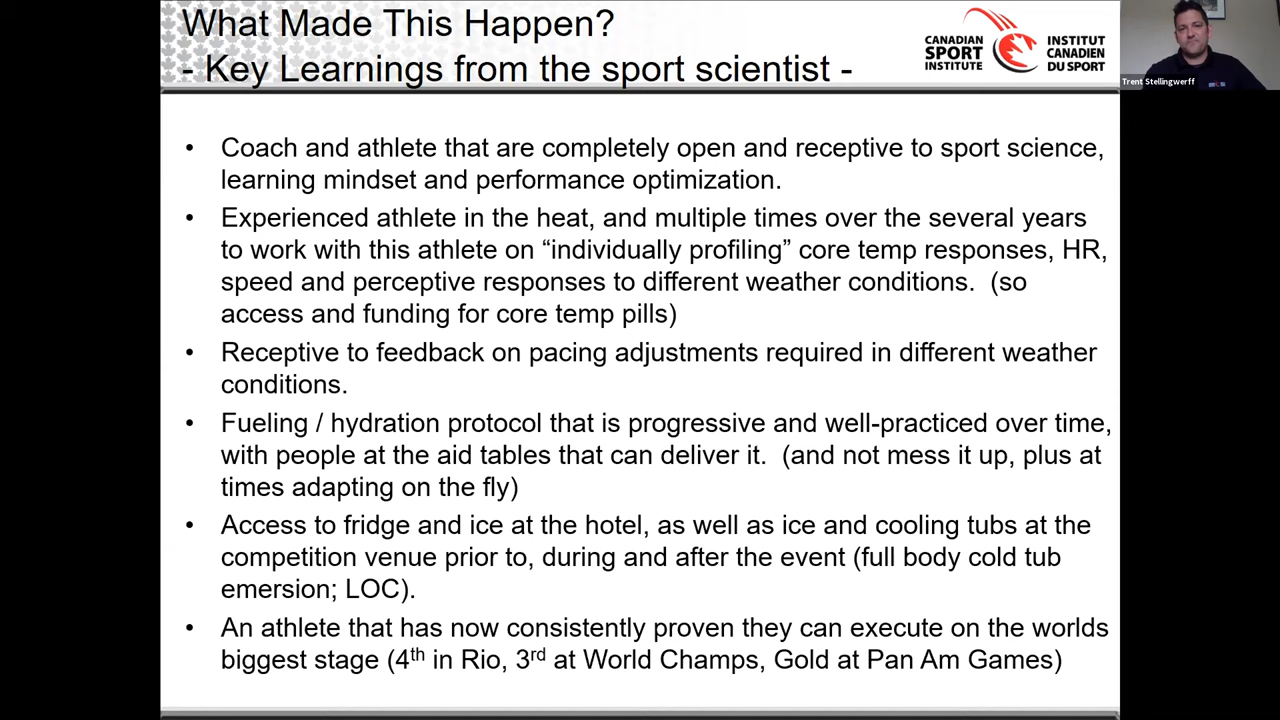 What Made This Happen?
- Key Learnings from the sport scientist -
CANADIAN
SPORT
INSTITUTE
INSTITUT
CANADIEN
DU SPORT
Trent Stellingwerff
• Coach and athlete that are completely open and receptive to sport science,
learning mindset and performance optimization.
• Experienced athlete in the heat, and multiple times over the several years
to work with this athlete on “individually profiling” core temp responses, HR,
speed and perceptive responses to different weather conditions. (so
access and funding for core temp pills)
• Receptive to feedback on pacing adjustments required in different weather
conditions.
• Fueling / hydration protocol that is progressive and well-practiced over time,
with people at the aid tables that can deliver it. (and not mess it up, plus at
times adapting on the fly)
• Access to fridge and ice at the hotel, as well as ice and cooling tubs at the
competition venue prior to, during and after the event (full body cold tub
emersion; LOC).
• An athlete that has now consistently proven they can execute on the worlds
biggest stage (4th in Rio, 3rd at World Champs, Gold at Pan Am Games)